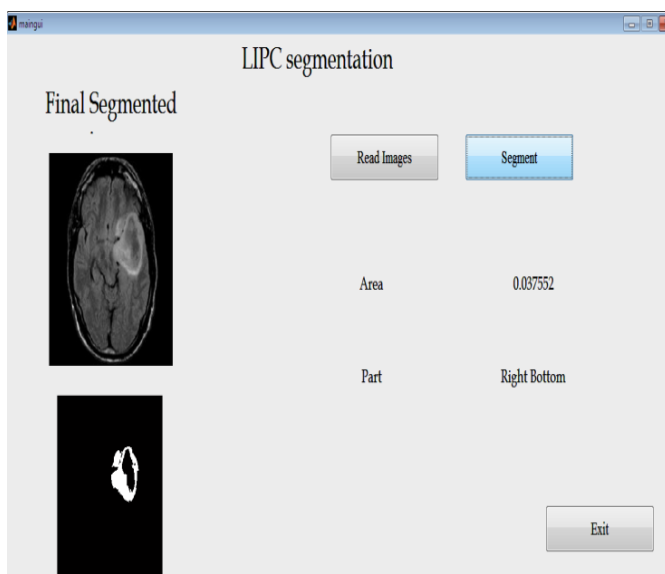 maingui
LIPC segmentation
Final Segmented
Read Images
Segment
Area
0.037552
Part
Right Bottom
Exit